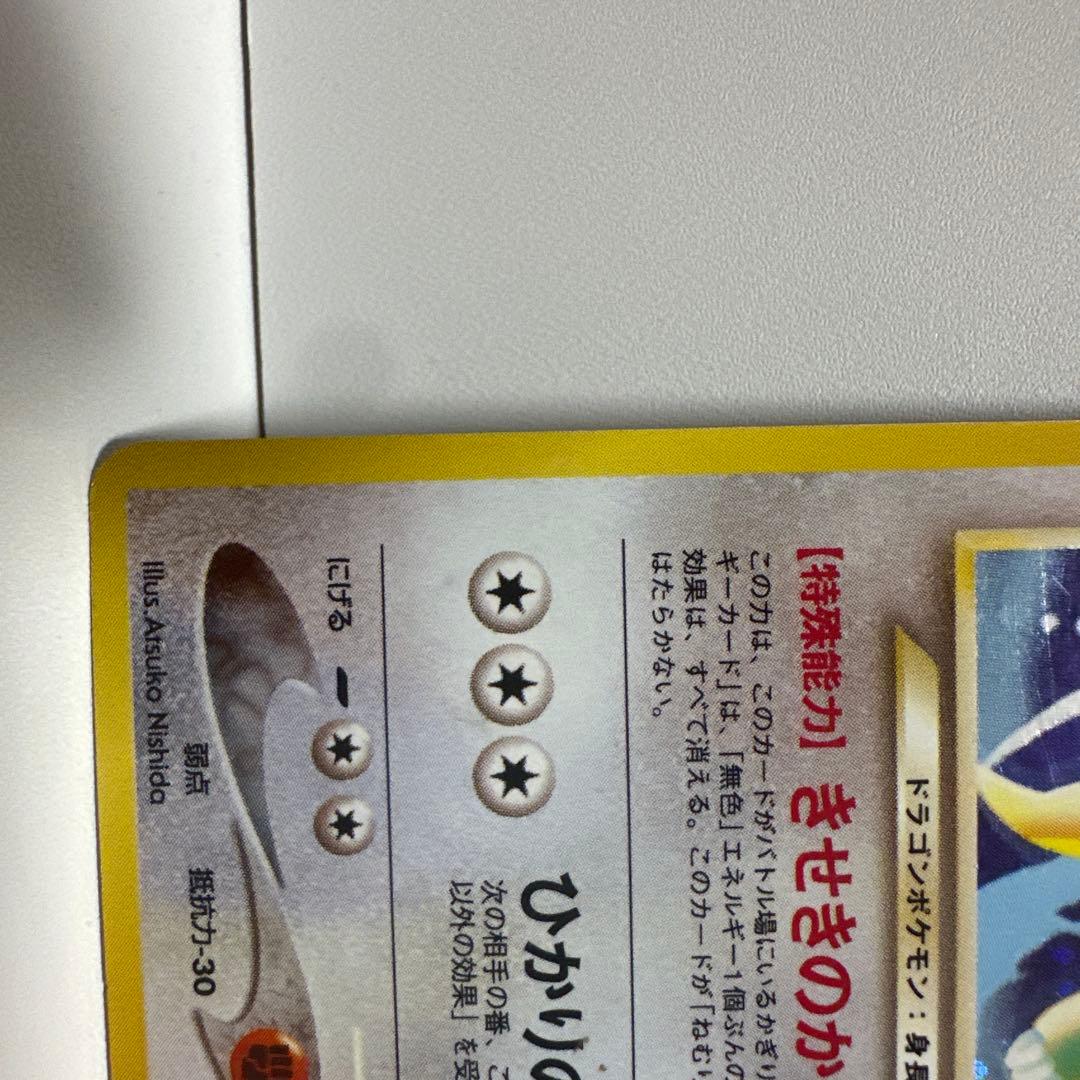 ドラゴンポケモン：身長
【特殊能力】きせきのか
この力は、このカードがバトル場にいるかぎり
ギーカード」は、「無色」エネルギー1個ぶんの
効果は、すべて消える。このカードが「ねむり
はたらかない。
ひかりの
次の相手の番、こ
以外の効果」を受
にげる
弱点
抵抗力-30
Illus. Atsuko Nishida